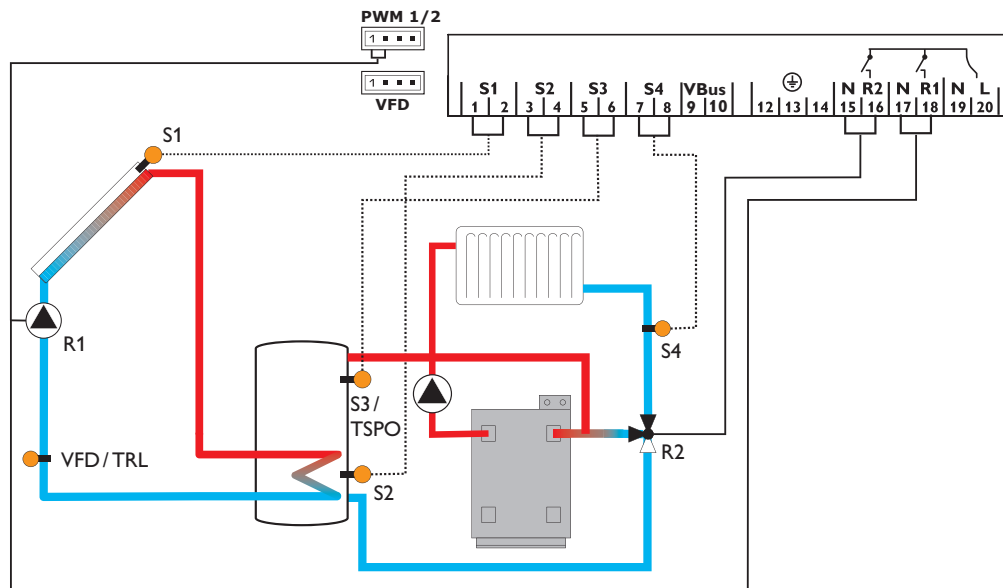 PWM 1/2
1
VFD
S1 S2 S3 S4 VBus N R2 N R1 N L
1 2 3 4 5 6 7 8 9 10 12 13 14 15 16 17 18 19 20
S1
R1
S4
S3 / TSPO
R2
VFD / TRL
S2